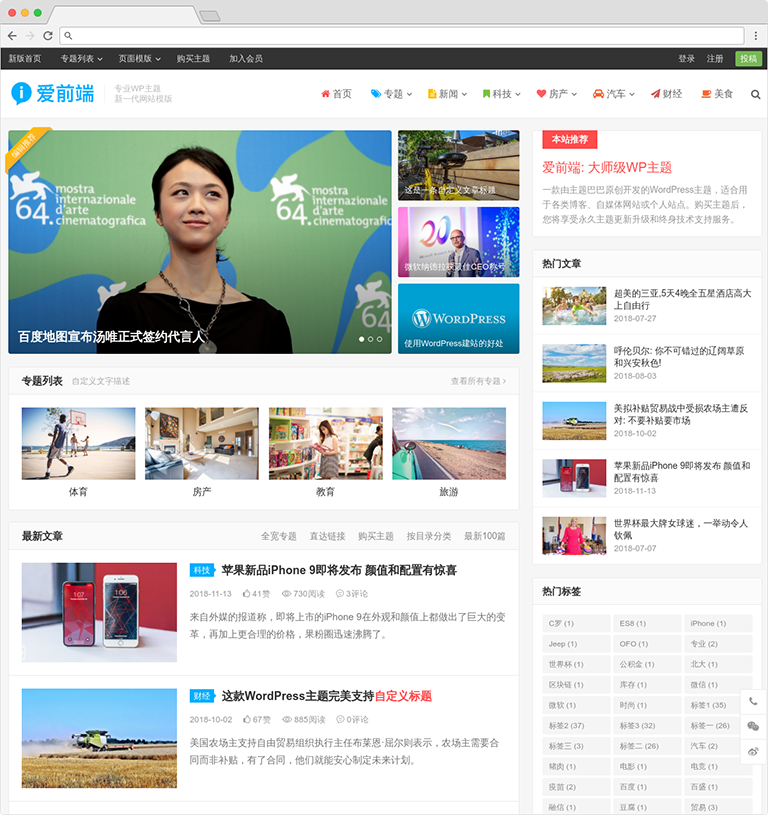 新版首页 专题列表 页面模版 购买主题 加入会员 登录 注册 投稿
爱前端
专业WP主题
新一代网站模版
首页 专题 新闻 科技 房产 汽车 财经 美食
编辑推荐
mostra
internazionale
d'arte
cinematografica
64.
mostra
internazionale
d'arte
cinematografica
64.
64
百度地图宣布汤唯正式签约代言人
这是一条自定义文章标题
20
微软纳德拉获最佳CEO称号
WORDPRESS
使用WordPress建站的好处
本站推荐
爱前端: 大师级WP主题
一款由主题巴巴原创开发的WordPress主题，适合用
于各类博客、自媒体网站或个人站点。购买主题后，
您将享受永久主题更新升级和终身技术支持服务。
专题列表 自定义文字描述 查看所有专题
体育 房产 教育 旅游
热门文章
超美的三亚,5天4晚全五星酒店高大
上自由行
2018-07-27
呼伦贝尔: 你不可错过的辽阔草原
和兴安秋色!
2018-08-03
美拟补贴贸易战中受损农场主遭反
对: 不要补贴要市场
2018-10-02
苹果新品iPhone 9即将发布 颜值和
配置有惊喜
2018-11-13
世界杯最大牌女球迷，一举动令人
钦佩
2018-07-07
最新文章 全宽专题 直达链接 购买主题 按目录分类 最新100篇
科技 苹果新品iPhone 9即将发布 颜值和配置有惊喜
2018-11-13 41赞 730阅读 3评论
来自外媒的报道称，即将上市的iPhone 9在外观和颜值上都做出了巨大的变
革，再加上更合理的价格，果粉圈迅速沸腾了。
1:07
1:06
财经 这款WordPress主题完美支持自定义标题
2018-10-02 67赞 885阅读 0评论
美国农场主支持自由贸易组织执行主任布莱恩·屈尔则表示，农场主需要合
同而非补贴，有了合同，他们就能安心制定未来计划。
热门标签
C罗 (1) ES8 (1) iPhone (1)
Jeep (1) OFO (1) 专业 (2)
世界杯 (1) 公积金 (1) 北大 (1)
区块链 (1) 库存 (1) 微信 (1)
微软 (1) 时尚 (1) 标签1 (35)
标签2 (37) 标签3 (32) 标签一 (26)
标签三 (3) 标签二 (26) 汽车 (2)
猪肉 (1) 电影 (1) 电竞 (1)
疫苗 (2) 百度 (1) 百盛 (1)
融信 (1) 豆腐 (1) 贸易 (3)